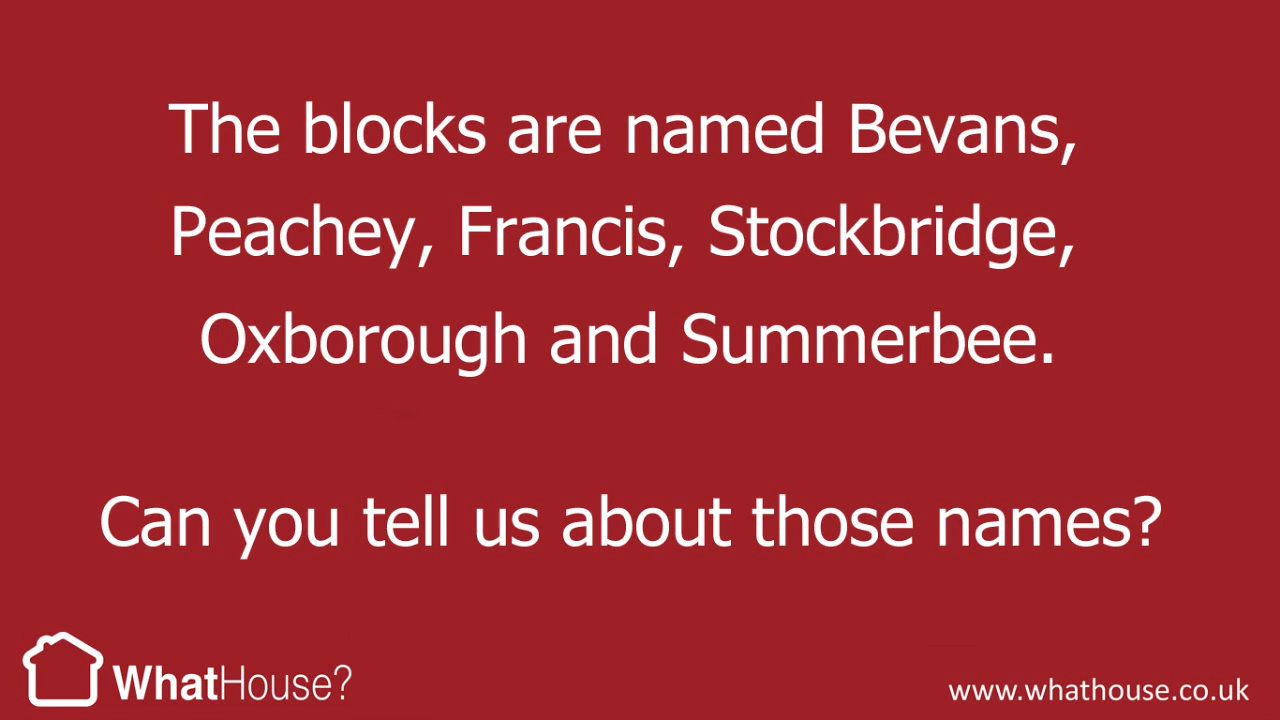 The blocks are named Bevans,
Peachey, Francis, Stockbridge,
Oxborough and Summerbee.
Can you tell us about those names?
WhatHouse?
www.whathouse.co.uk